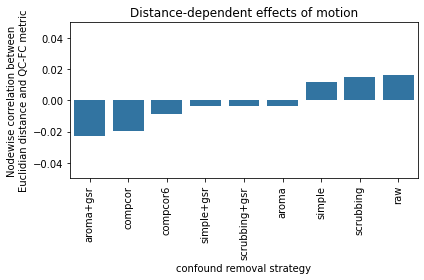 Distance-dependent effects of motion
Nodewise correlation between
Euclidian distance and QC-FC metric
0.04
0.02
0.00
−0.02
−0.04
aroma+gsr
compcor
compcor6
simple+gsr
scrubbing+gsr
aroma
simple
scrubbing
raw
confound removal strategy